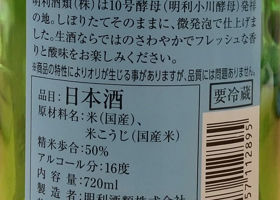 明利酒類(株)は10号酵母(明利小川酵母)発祥
の地。しぼりたてそのままに、微発泡で仕上げまし
た。生酒ならではのさわやかでフレッシュな香
りと酸味をお楽しみください。
※商品の特性によりオリが生じる事がありますが、品質には問題ありません。
品目:日本酒
要冷蔵
原材料名:米(国産)、
米こうじ(国産米)
精米歩合:50%
アルコール分:16度
内容量:720ml
製造者:明利酒類株式会社
57112895